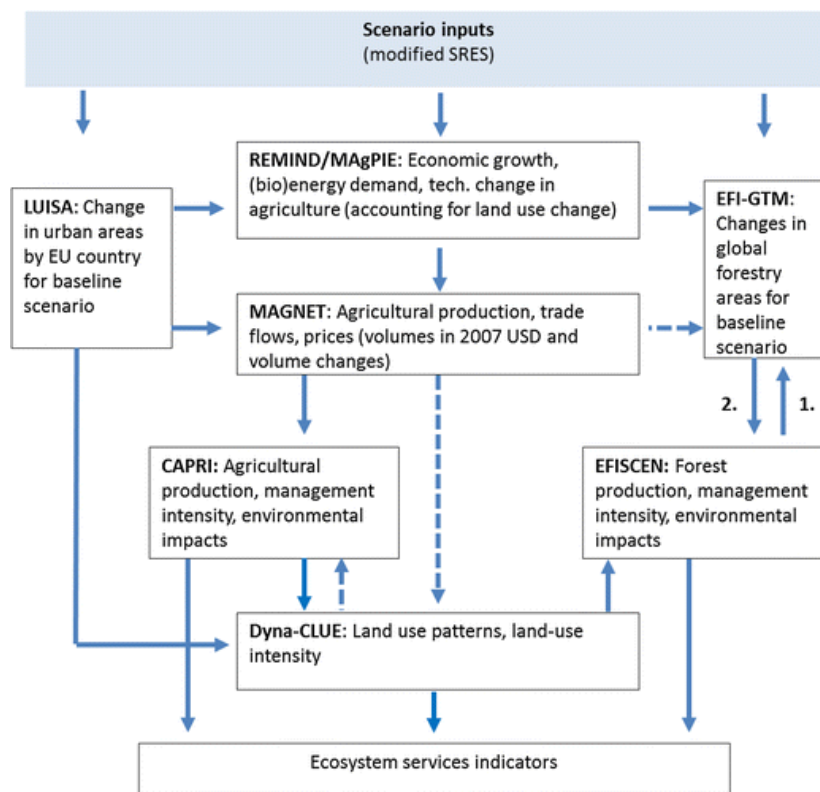 Scenario inputs
(modified SRES)
REMIND/MAgPIE: Economic growth,
(bio)energy demand, tech. change in
agriculture (accounting for land use change)
LUISA: Change
in urban areas
by EU country
for baseline
scenario
EFI-GTM:
Changes in
global
forestry
areas for
baseline
scenario
MAGNET: Agricultural production, trade
flows, prices (volumes in 2007 USD and
volume changes)
2.
1.
CAPRI: Agricultural
production, management
intensity, environmental
impacts
EFISCEN: Forest
production, management
intensity, environmental
impacts
Dyna-CLUE: Land use patterns, land-use
intensity
Ecosystem services indicators